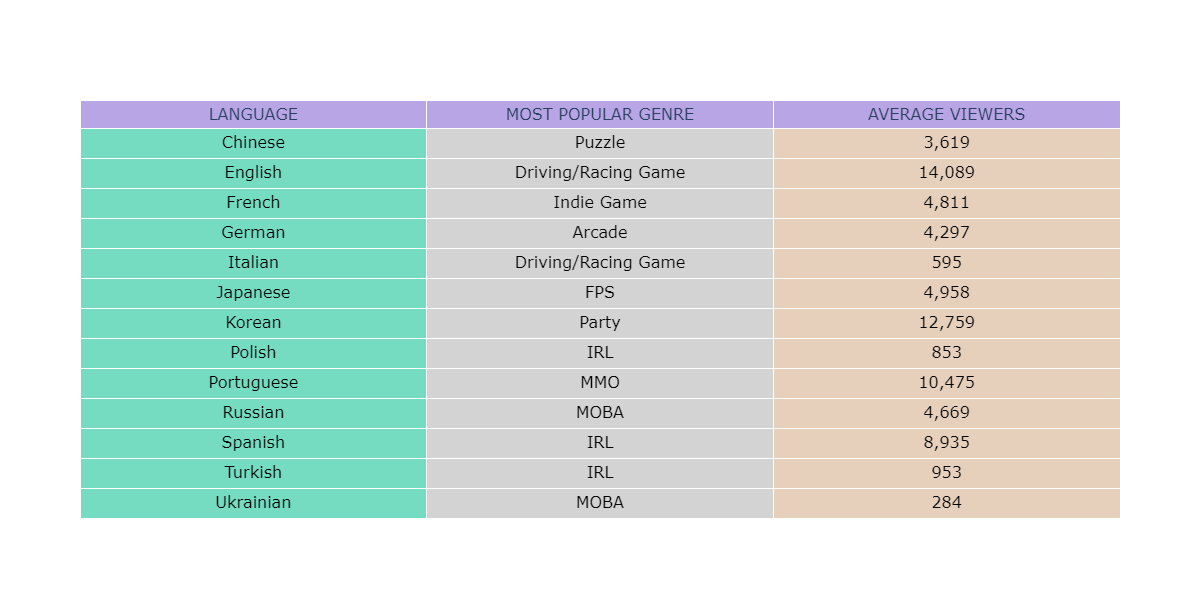 LANGUAGE MOST POPULAR GENRE AVERAGE VIEWERS
Chinese Puzzle 3,619
English Driving/Racing Game 14,089
French Indie Game 4,811
German Arcade 4,297
Italian Driving/Racing Game 595
Japanese FPS 4,958
Korean Party 12,759
Polish IRL 853
Portuguese MMO 10,475
Russian MOBA 4,669
Spanish IRL 8,935
Turkish IRL 953
Ukrainian MOBA 284